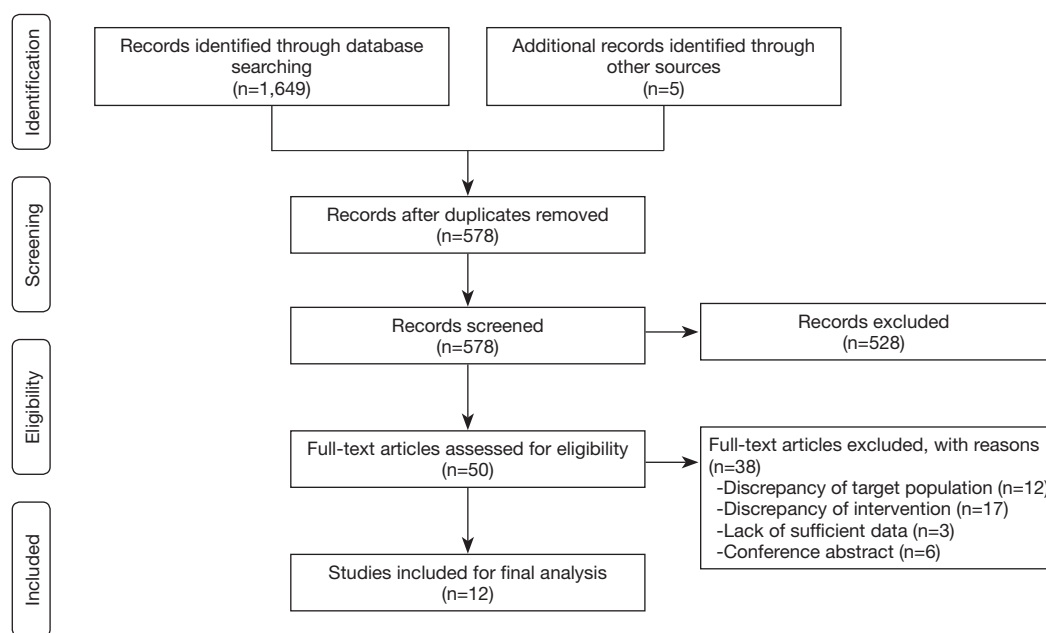 Identification
Records identified through database
searching
(n=1,649)
Additional records identified through
other sources
(n=5)
Screening
Records after duplicates removed
(n=578)
Records screened
(n=578)
Records excluded
(n=528)
Eligibility
Full-text articles assessed for eligibility
(n=50)
Full-text articles excluded, with reasons
(n=38)
-Discrepancy of target population (n=12)
-Discrepancy of intervention (n=17)
-Lack of sufficient data (n=3)
-Conference abstract (n=6)
Included
Studies included for final analysis
(n=12)